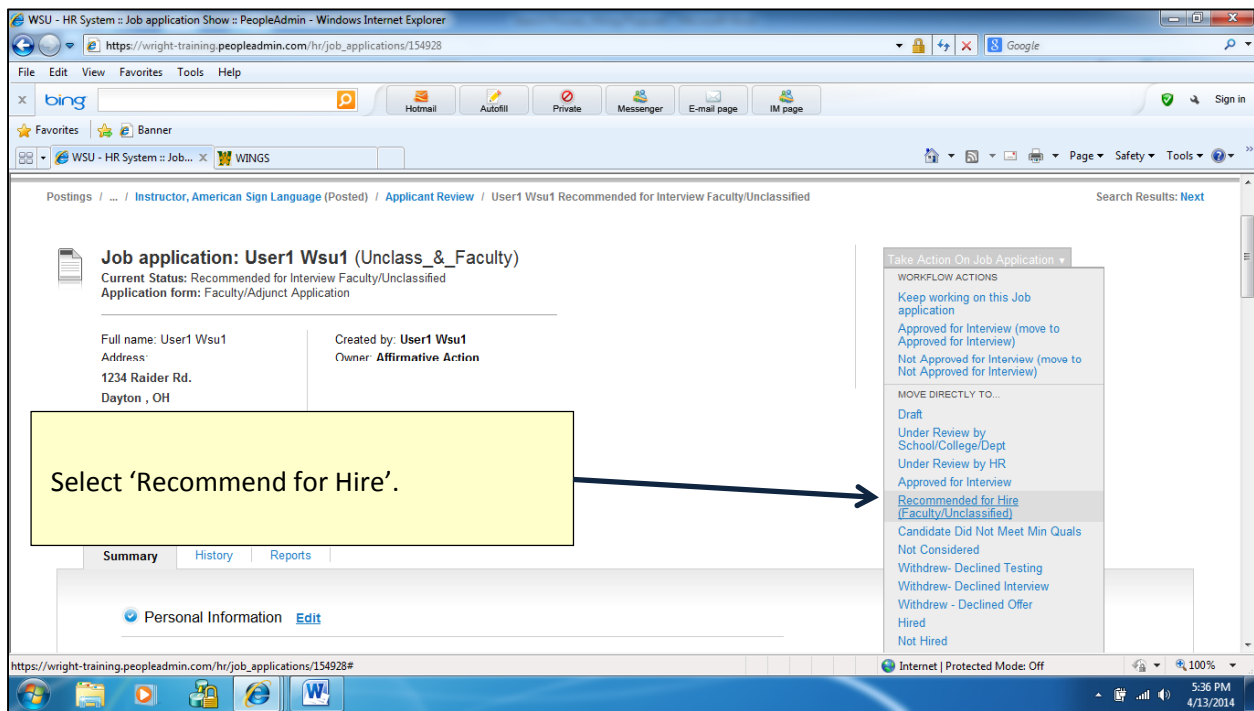 WSU - HR System :: Job application Show :: PeopleAdmin - Windows Internet Explorer
https://wright-training.peopleadmin.com/hr/job_applications/154928
Google
File Edit View Favorites Tools Help
x bing Hotmail Autofill Private Messenger E-mail page IM page Sign in
Favorites Banner
WSU - HR System :: Job... x WINGS Page Safety Tools
Postings / ... / Instructor, American Sign Language (Posted) / Applicant Review / User1 Wsu1 Recommended for Interview Faculty/Unclassified Search Results: Next
Job application: User1 Wsu1 (Unclass_&_Faculty)
Current Status: Recommended for Interview Faculty/Unclassified
Application form: Faculty/Adjunct Application
Full name: User1 Wsu1
Address:
1234 Raider Rd.
Dayton , OH
Created by: User1 Wsu1
Owner: Affirmative Action
Select ‘Recommend for Hire’.
Take Action On Job Application
WORKFLOW ACTIONS
Keep working on this Job
application
Approved for Interview (move to
Approved for Interview)
Not Approved for Interview (move to
Not Approved for Interview)
MOVE DIRECTLY TO...
Draft
Under Review by
School/College/Dept
Under Review by HR
Approved for Interview
Recommended for Hire
(Faculty/Unclassified)
Candidate Did Not Meet Min Quals
Not Considered
Withdrew- Declined Testing
Withdrew- Declined Interview
Withdrew - Declined Offer
Hired
Not Hired
Summary History Reports
Personal Information Edit
https://wright-training.peopleadmin.com/hr/job_applications/154928# Internet | Protected Mode: Off 100%
5:36 PM
4/13/2014